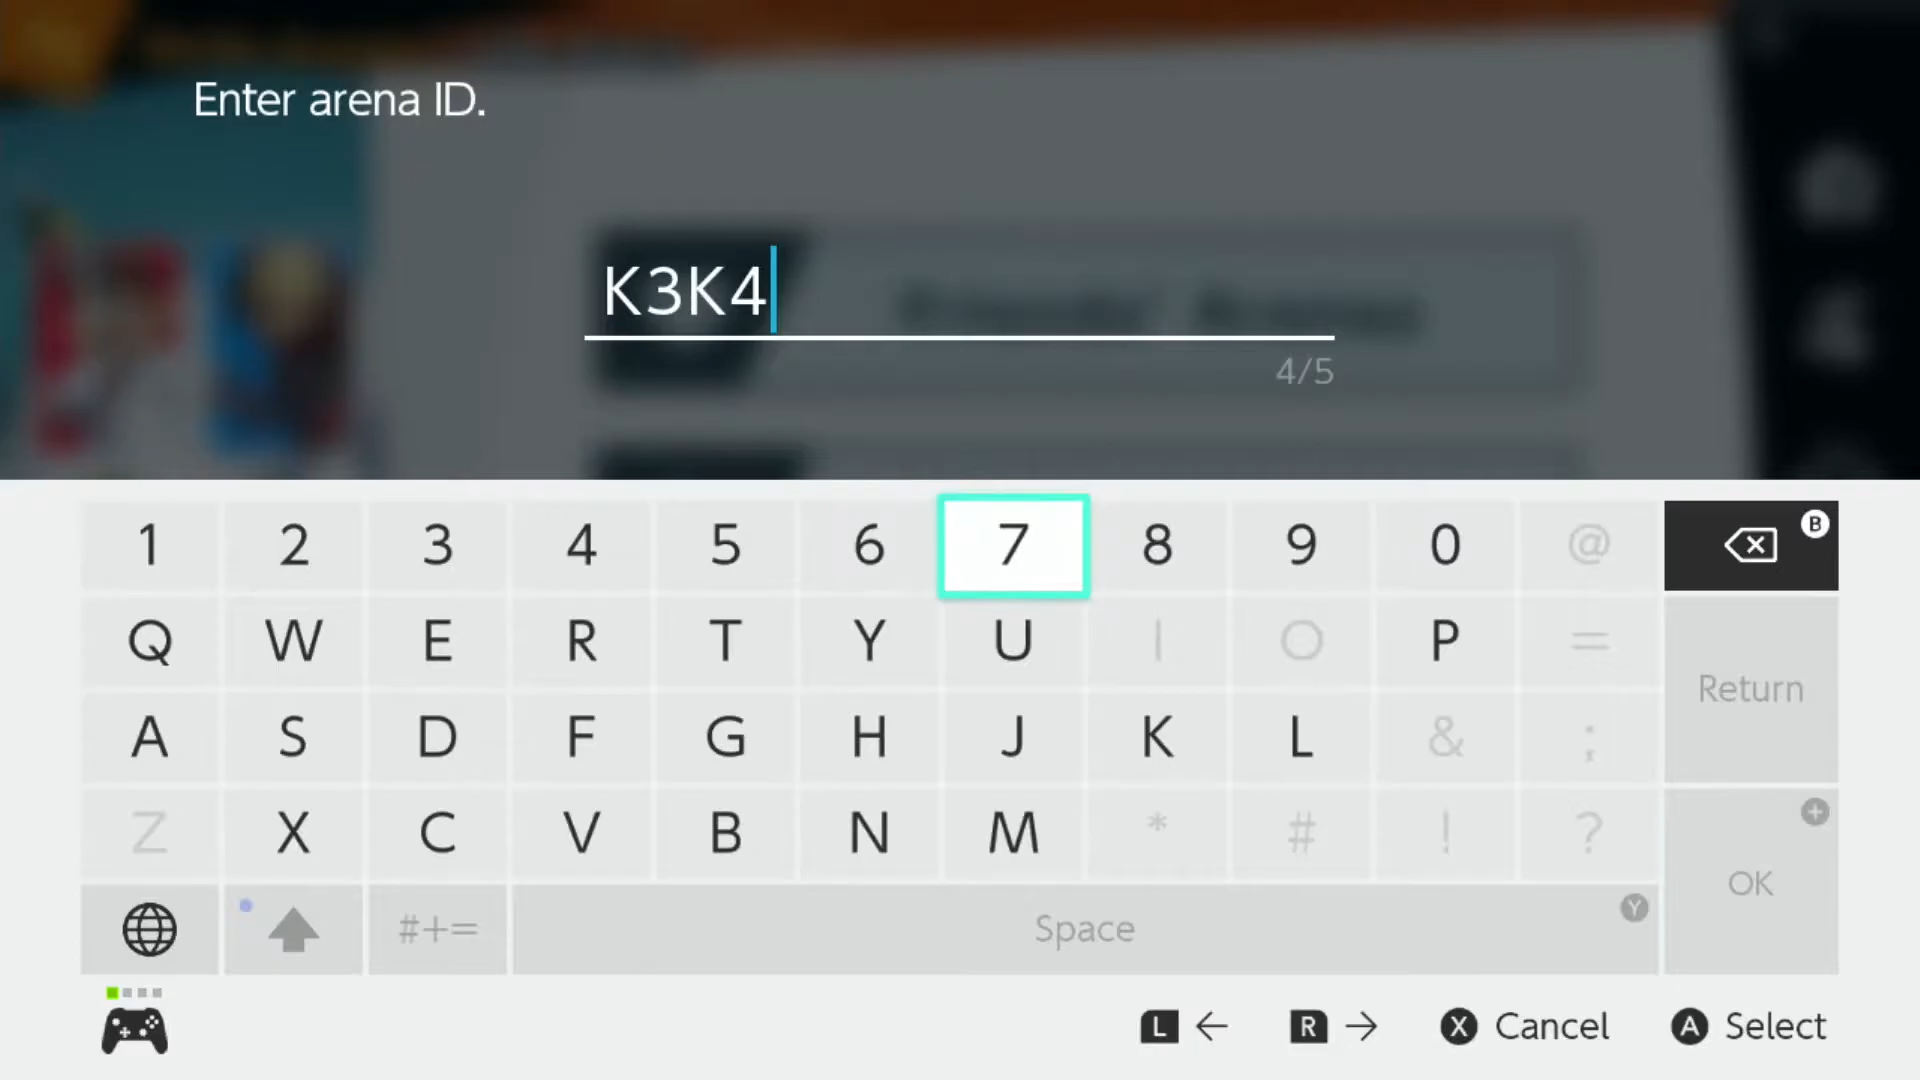 Enter arena ID.
K3K4
4/5
1 2 3 4 5 6 7 8 9 0 @ B
Q W E R T Y U I O P =
Return
A S D F G H J K L & ;
Z X C V B N M * # ! ? +
OK
#+= Space Y
L ← R → X Cancel A Select